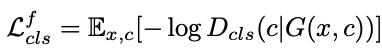 $\mathcal{L}_{cls}^{f} = \mathbb{E}_{x,c}[-\log D_{cls}(c|G(x,c))]$